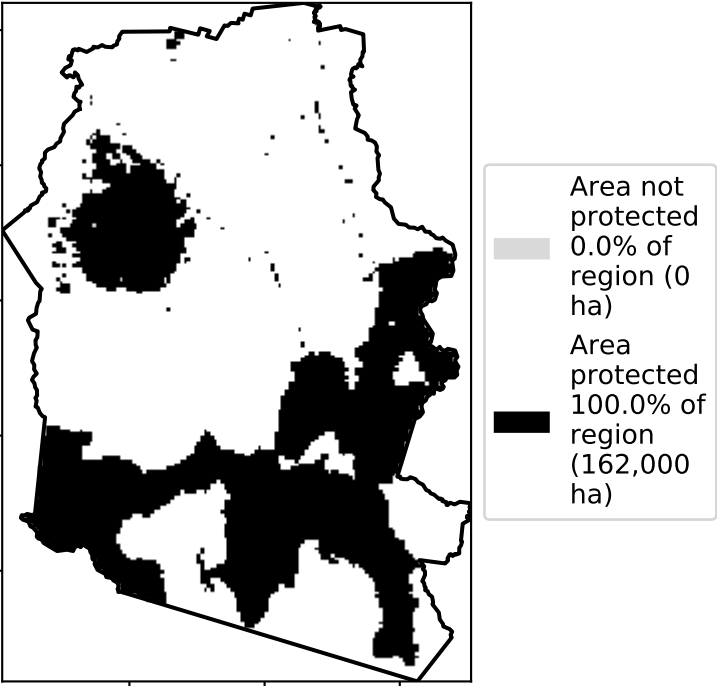 Area not
protected
0.0% of
region (0
ha)
Area
protected
100.0% of
region
(162,000
ha)